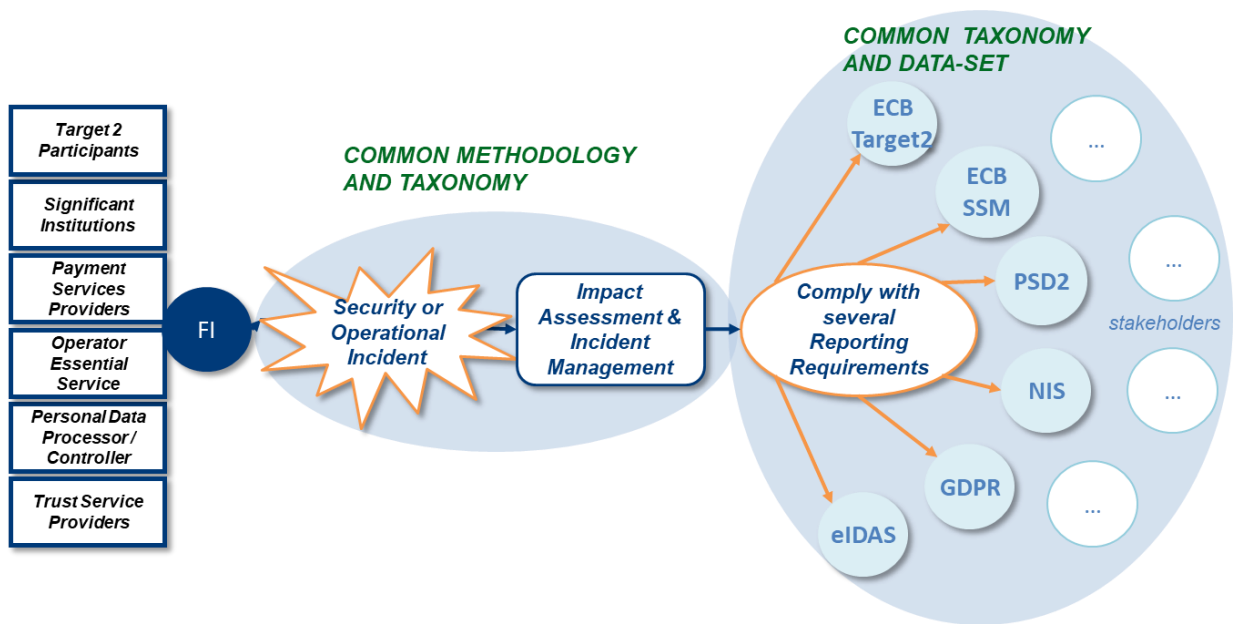 Target 2
Participants
Significant
Institutions
Payment
Services
Providers
Operator
Essential
Service
Personal Data
Processor /
Controller
Trust Service
Providers
FI
COMMON METHODOLOGY
AND TAXONOMY
Security or
Operational
Incident
Impact
Assessment &
Incident
Management
COMMON TAXONOMY
AND DATA-SET
Comply with
several
Reporting
Requirements
ECB
Target2
ECB
SSM
PSD2
NIS
GDPR
eIDAS
...
...
stakeholders
...
...